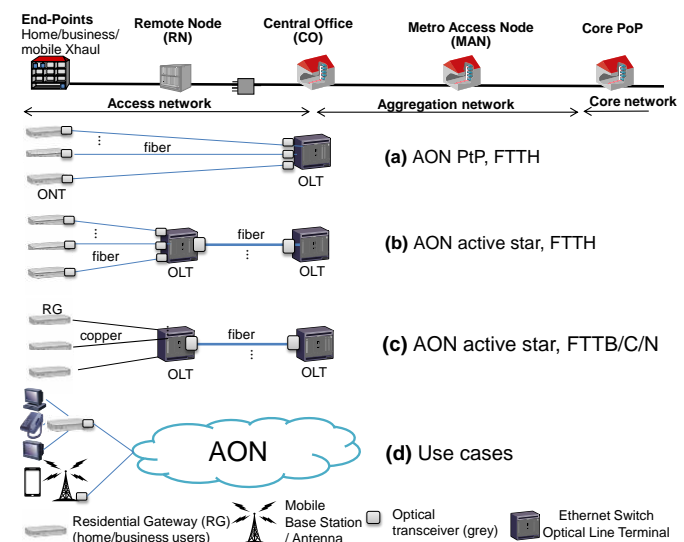 End-Points
Home/business/
mobile Xhaul
Remote Node
(RN)
Central Office
(CO)
Metro Access Node
(MAN)
Core PoP
Access network
Aggregation network
Core network
fiber
ONT
OLT
(a) AON PtP, FTTH
fiber
fiber
OLT
OLT
(b) AON active star, FTTH
RG
copper
fiber
OLT
OLT
(c) AON active star, FTTB/C/N
AON
(d) Use cases
Residential Gateway (RG)
(home/business users)
Mobile
Base Station
/ Antenna
Optical
transceiver (grey)
Ethernet Switch
Optical Line Terminal